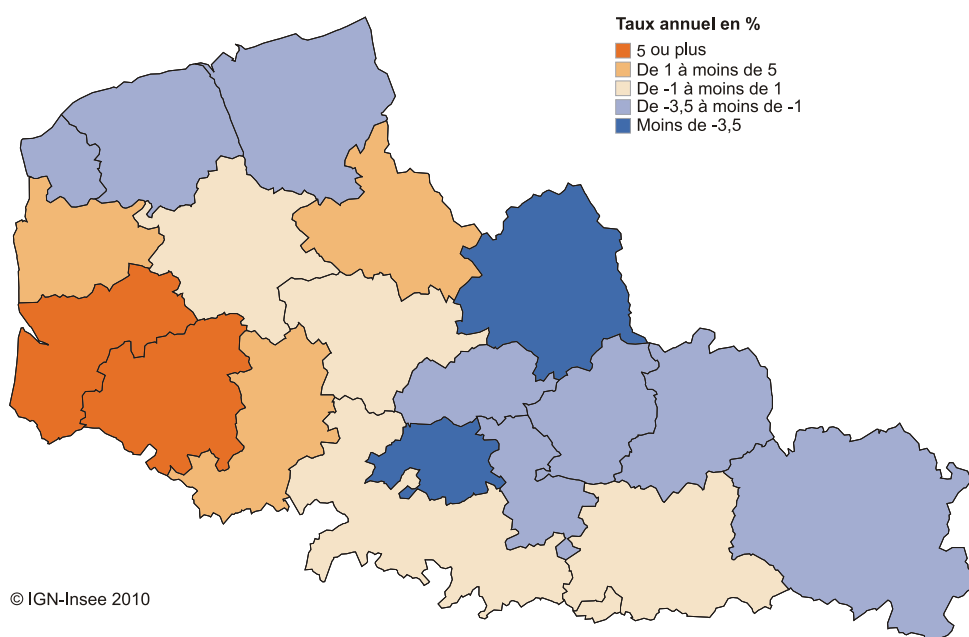 Taux annuel en %
5 ou plus
De 1 à moins de 5
De -1 à moins de 1
De -3,5 à moins de -1
Moins de -3,5
© IGN-Insee 2010